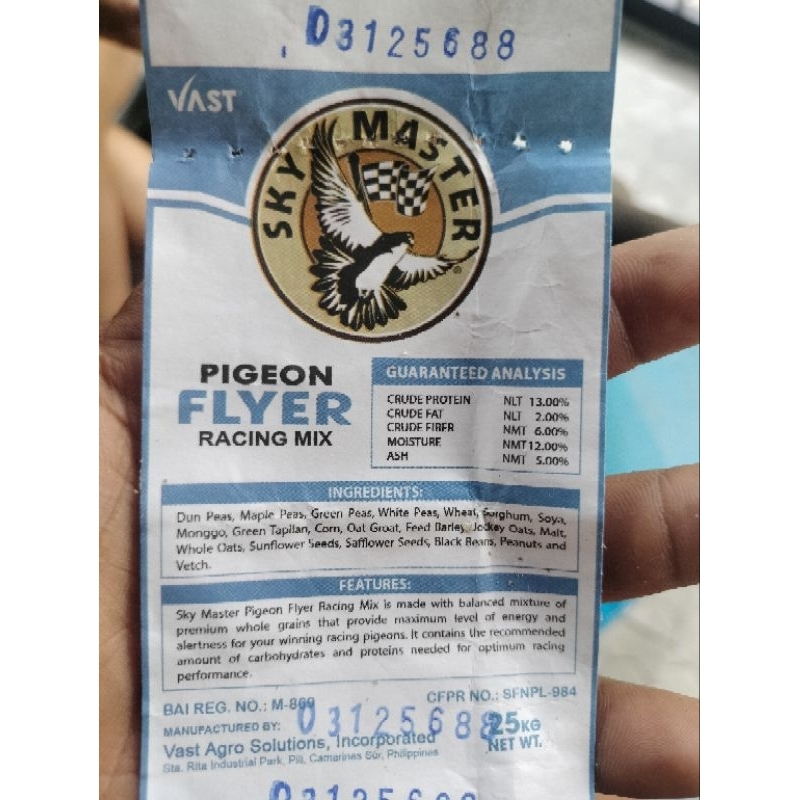 03125688
VAST
SKY MASTER
PIGEON
FLYER
RACING MIX
GUARANTEED ANALYSIS
CRUDE PROTEIN NLT 13.00%
CRUDE FAT NLT 2.00%
CRUDE FIBER NMT 6.00%
MOISTURE NMT 12.00%
ASH NMT 5.00%
INGREDIENTS:
Dun Peas, Maple Peas, Green Peas, White Peas, Wheat, Sorghum, Soya,
Monggo, Green Tapilan, Corn, Oat Groat, Feed Barley, Jockey Oats, Malt,
Whole Oats, Sunflower Seeds, Safflower Seeds, Black Beans, Peanuts and
Vetch.
FEATURES:
Sky Master Pigeon Flyer Racing Mix is made with balanced mixture of
premium whole grains that provide maximum level of energy and
alertness for your winning racing pigeons. It contains the recommended
amount of carbohydrates and proteins needed for optimum racing
performance.
BAI REG. NO.: M-869 CFPR NO.: SFNPL-984
MANUFACTURED BY: 03125688 25KG
Vast Agro Solutions, Incorporated NET WT.
Sta. Rita Industrial Park, Pili, Camarines Sur, Philippines
03125688